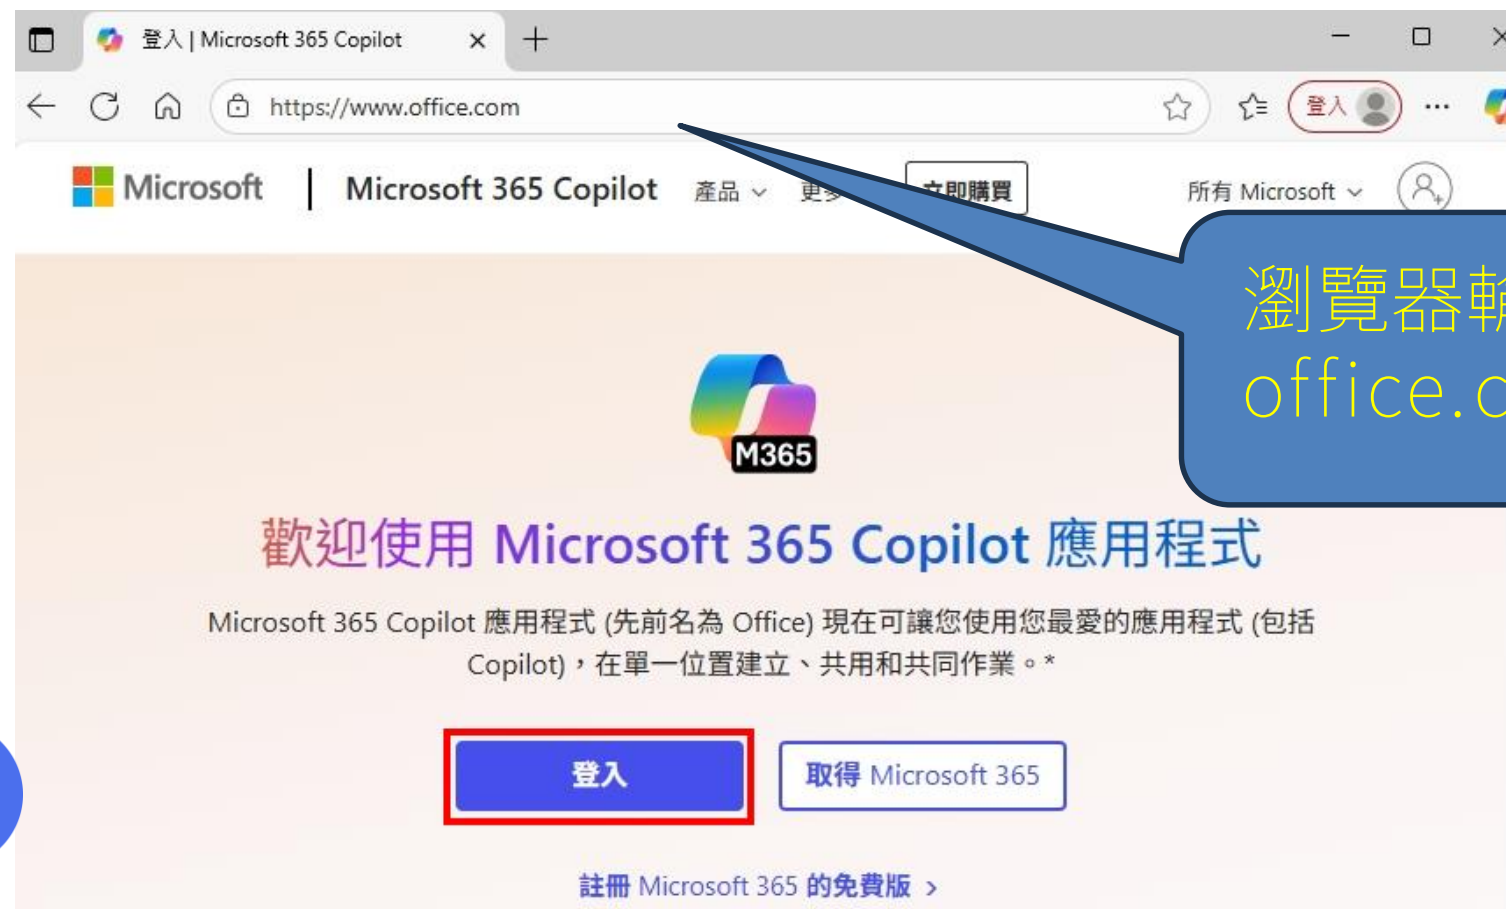 登入 | Microsoft 365 Copilot
https://www.office.com
登入
Microsoft
Microsoft 365 Copilot
產品
立即購買
所有 Microsoft
瀏覽器
office.
M365
歡迎使用 Microsoft 365 Copilot 應用程式
Microsoft 365 Copilot 應用程式 (先前名為 Office) 現在可讓您使用您最愛的應用程式 (包括
Copilot)，在單一位置建立、共用和共同作業。*
登入
取得 Microsoft 365
註冊 Microsoft 365 的免費版 >